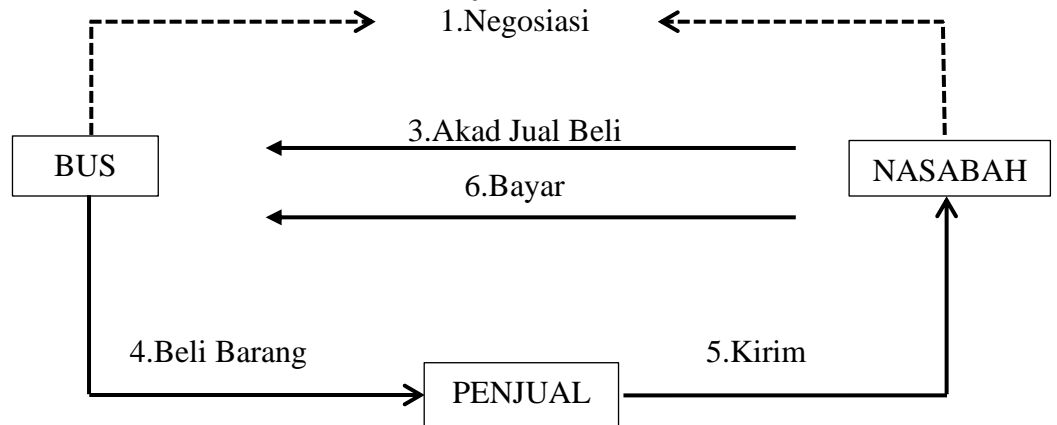 1.Negosiasi
3.Akad Jual Beli
BUS
NASABAH
6.Bayar
4.Beli Barang
5.Kirim
PENJUAL